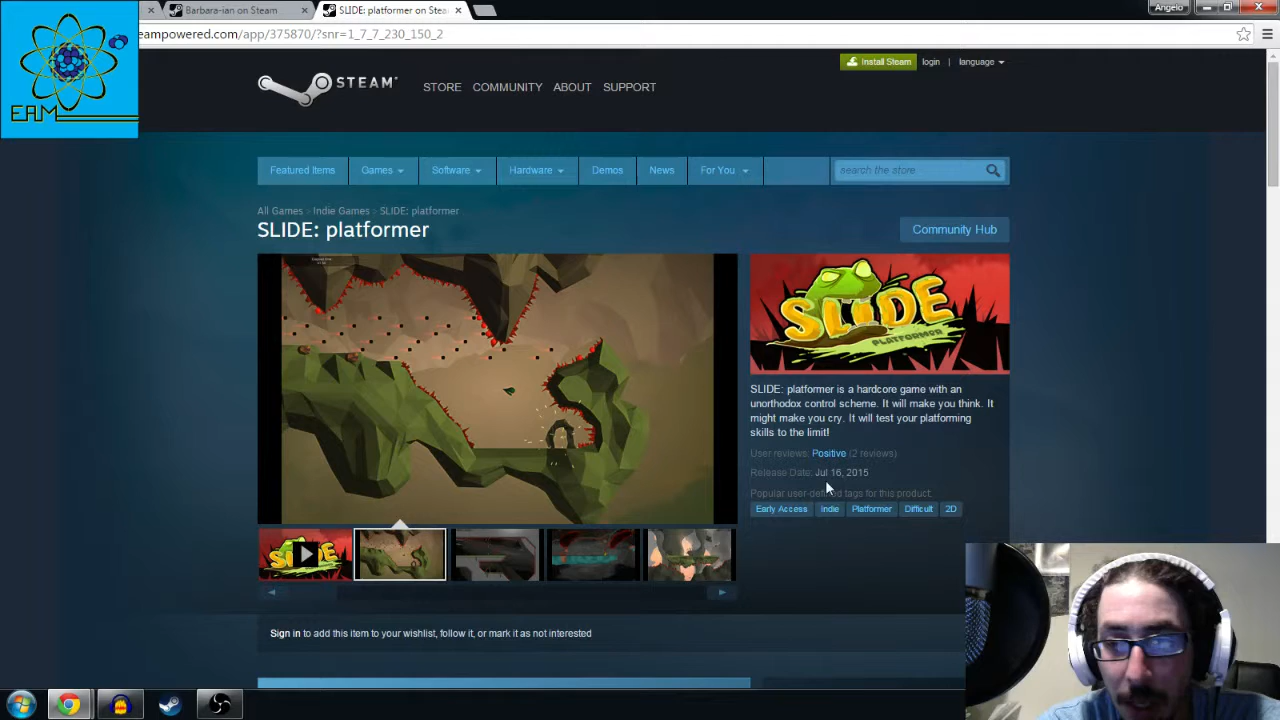 Barbara-ian on Steam
SLIDE: platformer on Stea
Angelo
eampowered.com/app/375870/?snr=1_7_7_230_150_2
EAM
STEAM
STORE COMMUNITY ABOUT SUPPORT
Install Steam login | language
Featured Items Games Software Hardware Demos News For You search the store
All Games > Indie Games > SLIDE: platformer
SLIDE: platformer
Community Hub
SLIDE
PLATFORMER
SLIDE: platformer is a hardcore game with an
unorthodox control scheme. It will make you think. It
might make you cry. It will test your platforming
skills to the limit!
User reviews: Positive (2 reviews)
Release Date: Jul 16, 2015
Popular user-defined tags for this product:
Early Access Indie Platformer Difficult 2D
Sign in to add this item to your wishlist, follow it, or mark it as not interested